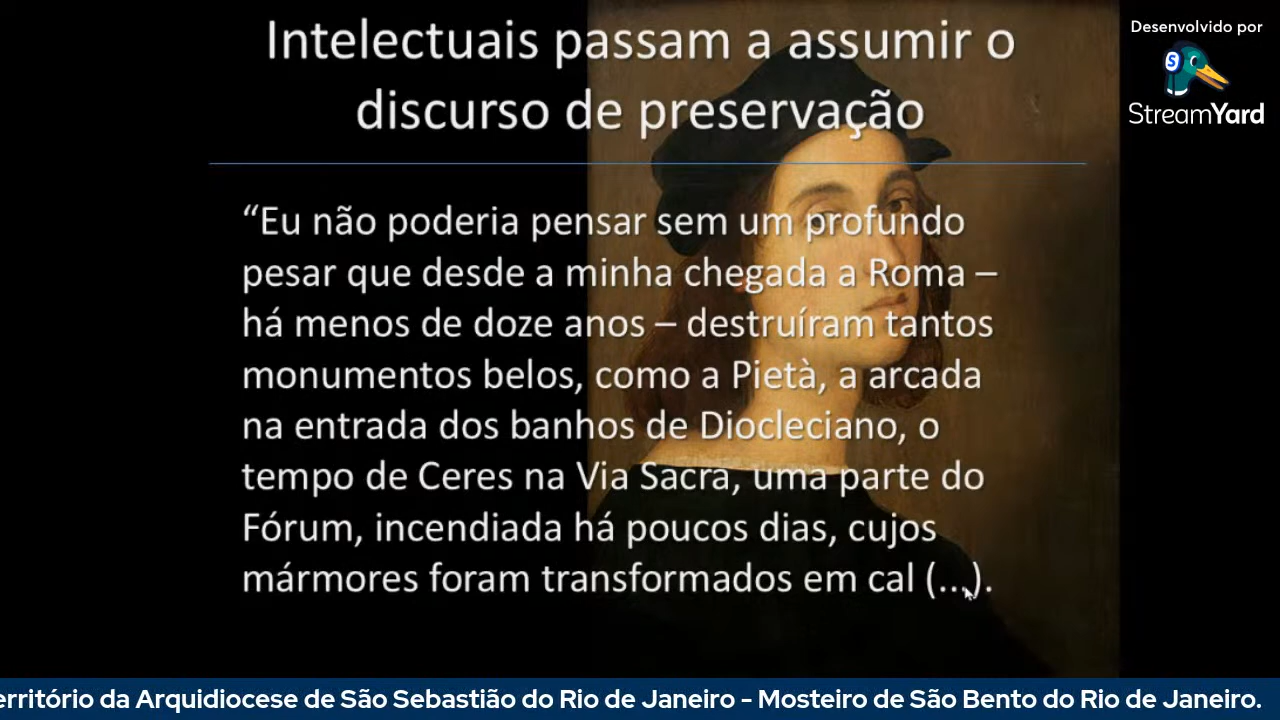 Intelectuais passam a assumir o
discurso de preservação
Desenvolvido por
StreamYard
“Eu não poderia pensar sem um profundo
pesar que desde a minha chegada a Roma –
há menos de doze anos – destruíram tantos
monumentos belos, como a Pietà, a arcada
na entrada dos banhos de Diocleciano, o
tempo de Ceres na Via Sacra, uma parte do
Fórum, incendiada há poucos dias, cujos
mármores foram transformados em cal (...).
erritório da Arquidiocese de São Sebastião do Rio de Janeiro - Mosteiro de São Bento do Rio de Janeiro.